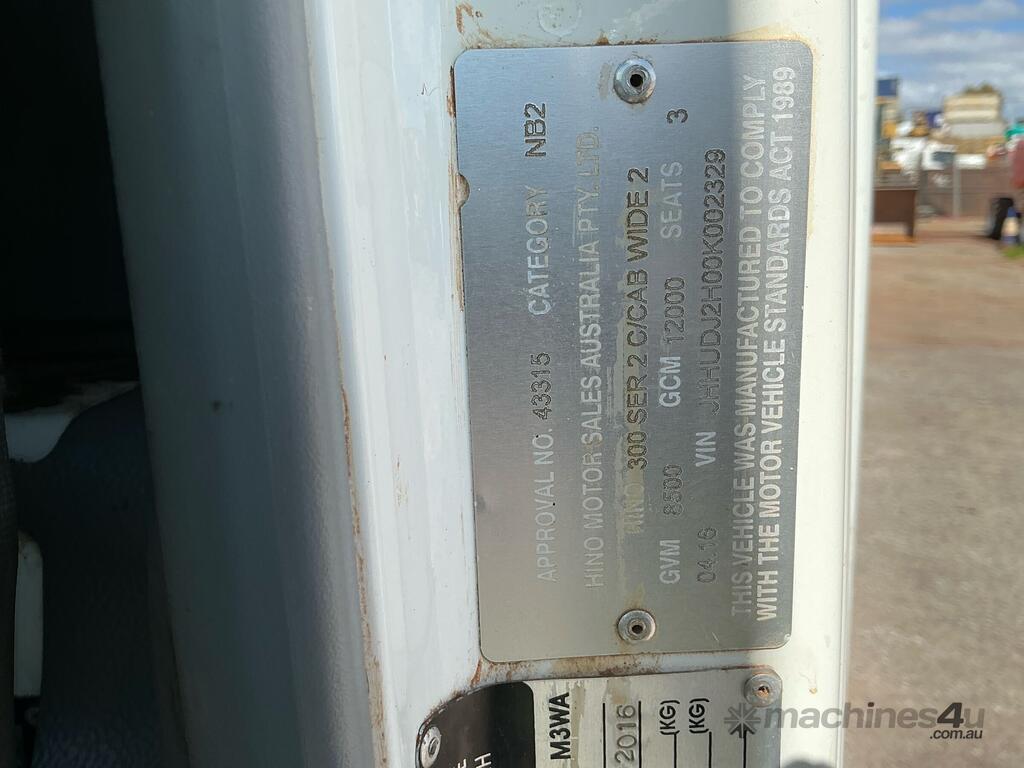 APPROVAL NO. 43315 CATEGORY NB2
HINO MOTOR SALES AUSTRALIA PTY. LTD.
HINO 300 SER 2 C/CAB WIDE 2
GVM 8500 GCM 12000 SEATS 3
04.16 VIN JHHUDJ2H00K002329
THIS VEHICLE WAS MANUFACTURED TO COMPLY
WITH THE MOTOR VEHICLE STANDARDS ACT 1989
M3WA
2016
(KG)
(KG)
machines4u
.com.au